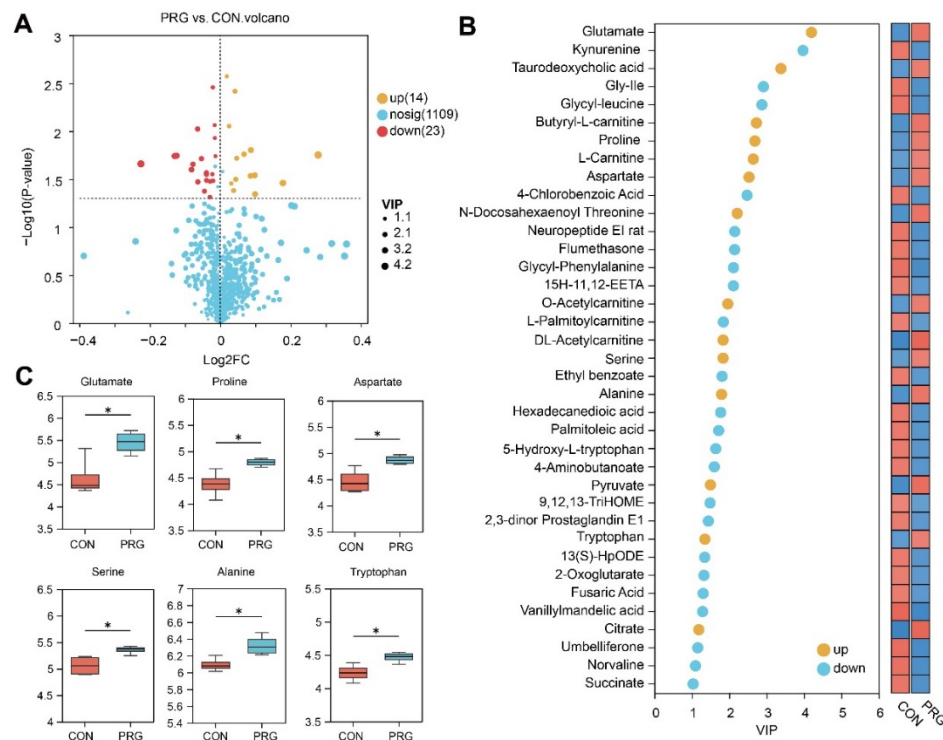 A
PRG vs. CON.volcano
3
2.5
2
1.5
1
0.5
0
−Log10(P-value)
−0.4
−0.2
0
0.2
0.4
Log2FC
up(14)
nosig(1109)
down(23)
VIP
1.1
2.1
3.2
4.2
B
Glutamate
Kynurenine
Taurodeoxycholic acid
Gly-Ile
Glycyl-leucine
Butyryl-L-carnitine
Proline
L-Carnitine
Aspartate
4-Chlorobenzoic Acid
N-Docosahexaenoyl Threonine
Neuropeptide EI rat
Flumethasone
Glycyl-Phenylalanine
15H-11,12-EETA
O-Acetylcarnitine
L-Palmitoylcarnitine
DL-Acetylcarnitine
Serine
Ethyl benzoate
Alanine
Hexadecanedioic acid
Palmitoleic acid
5-Hydroxy-L-tryptophan
4-Aminobutanoate
Pyruvate
9,12,13-TriHOME
2,3-dinor Prostaglandin E1
Tryptophan
13(S)-HpODE
2-Oxoglutarate
Fusaric Acid
Vanillylmandelic acid
Citrate
Umbelliferone
Norvaline
Succinate
up
down
0 1 2 3 4 5 6
VIP
CON PRG
C
Glutamate
6.5
6
5.5
5
4.5
4
3.5
*
CON PRG
Proline
6
5.5
5
4.5
4
3.5
*
CON PRG
Aspartate
6
5.5
5
4.5
4
3.5
*
CON PRG
Serine
6.5
6
5.5
5
4.5
4
*
CON PRG
Alanine
7
6.8
6.6
6.4
6.2
6
5.8
5.6
5.4
*
CON PRG
Tryptophan
5.5
5
4.5
4
3.5
*
CON PRG